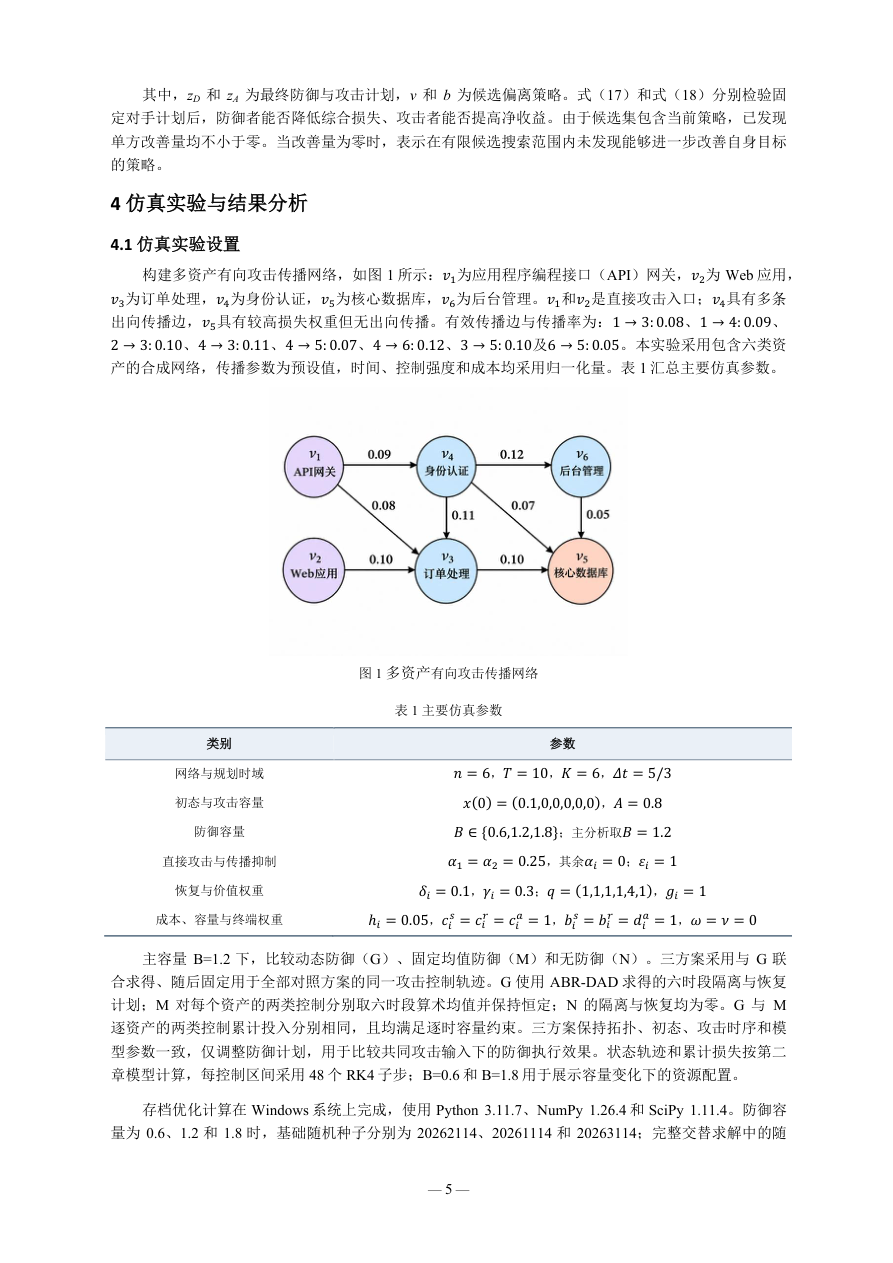 其中，zD 和 zA 为最终防御与攻击计划，v 和 b 为候选偏离策略。式（17）和式（18）分别检验固
定对手计划后，防御者能否降低综合损失、攻击者能否提高净收益。由于候选集包含当前策略，已发现
单方改善量均不小于零。当改善量为零时，表示在有限候选搜索范围内未发现能够进一步改善自身目标
的策略。
4 仿真实验与结果分析
4.1 仿真实验设置
构建多资产有向攻击传播网络，如图 1 所示：v₁为应用程序编程接口（API）网关，v₂为 Web 应用，
v₃为订单处理，v₄为身份认证，v₅为核心数据库，v₆为后台管理。v₁和v₂是直接攻击入口；v₄具有多条
出向传播边，v₅具有较高损失权重但无出向传播。有效传播边与传播率为：1 → 3: 0.08、1 → 4: 0.09、
2 → 3: 0.10、4 → 3: 0.11、4 → 5: 0.07、4 → 6: 0.12、3 → 5: 0.10及6 → 5: 0.05。本实验采用包含六类资
产的合成网络，传播参数为预设值，时间、控制强度和成本均采用归一化量。表 1 汇总主要仿真参数。
v₁
API网关
0.09
v₄
身份认证
0.12
v₆
后台管理
0.08
0.11
0.07
0.05
v₂
Web应用
0.10
v₃
订单处理
0.10
v₅
核心数据库
图 1 多资产有向攻击传播网络
表 1 主要仿真参数
类别 参数
网络与规划时域 n = 6，T = 10，K = 6，Δt = 5/3
初态与攻击容量 x(0) = (0.1,0,0,0,0,0)，A = 0.8
防御容量 B ∈ {0.6,1.2,1.8}；主分析取B = 1.2
直接攻击与传播抑制 α₁ = α₂ = 0.25，其余αᵢ = 0；εᵢ = 1
恢复与价值权重 δᵢ = 0.1，γᵢ = 0.3；q = (1,1,1,1,4,1)，gᵢ = 1
成本、容量与终端权重 hᵢ = 0.05，cᵢˢ = cᵢʳ = cᵢᵃ = 1，bᵢˢ = bᵢʳ = dᵢᵃ = 1，ω = ν = 0
主容量 B=1.2 下，比较动态防御（G）、固定均值防御（M）和无防御（N）。三方案采用与 G 联
合求得、随后固定用于全部对照方案的同一攻击控制轨迹。G 使用 ABR-DAD 求得的六时段隔离与恢复
计划；M 对每个资产的两类控制分别取六时段算术均值并保持恒定；N 的隔离与恢复均为零。G 与 M
逐资产的两类控制累计投入分别相同，且均满足逐时容量约束。三方案保持拓扑、初态、攻击时序和模
型参数一致，仅调整防御计划，用于比较共同攻击输入下的防御执行效果。状态轨迹和累计损失按第二
章模型计算，每控制区间采用 48 个 RK4 子步；B=0.6 和 B=1.8 用于展示容量变化下的资源配置。
存档优化计算在 Windows 系统上完成，使用 Python 3.11.7、NumPy 1.26.4 和 SciPy 1.11.4。防御容
量为 0.6、1.2 和 1.8 时，基础随机种子分别为 20262114、20261114 和 20263114；完整交替求解中的随
— 5 —